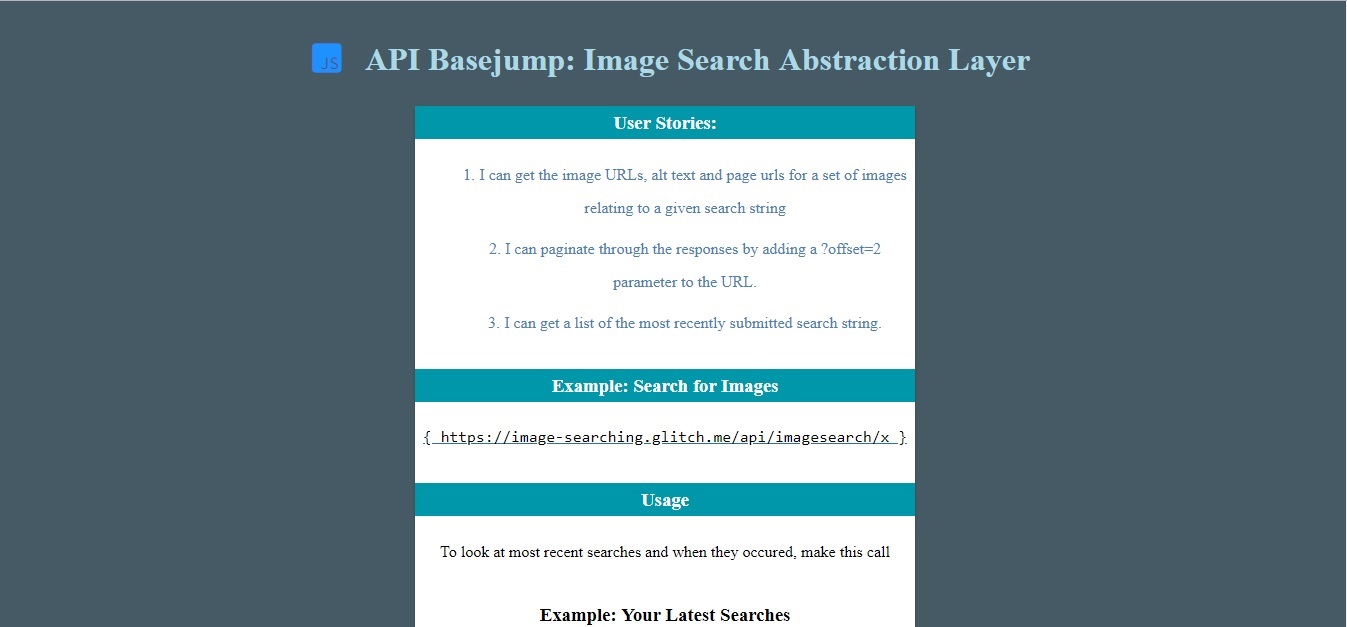 JS API Basejump: Image Search Abstraction Layer
User Stories:
1. I can get the image URLs, alt text and page urls for a set of images
relating to a given search string
2. I can paginate through the responses by adding a ?offset=2
parameter to the URL.
3. I can get a list of the most recently submitted search string.
Example: Search for Images
{ https://image-searching.glitch.me/api/imagesearch/x }
Usage
To look at most recent searches and when they occured, make this call
Example: Your Latest Searches